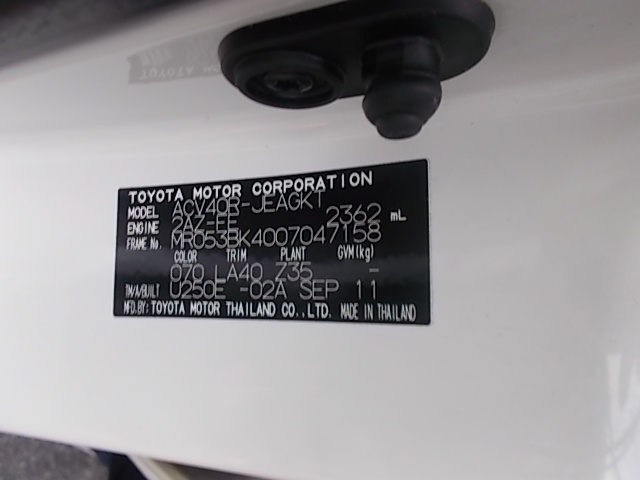 TOYOTA MOTOR CORPORATION
MODEL ACV40R-JEAGKT
ENGINE 2AZ-FE 2362 mL
FRAME No. MR053BK4007047158
COLOR TRIM PLANT GVM(kg)
070 LA40 Z35 -
TM/A/BUILT U250E -02A SEP 11
MFD.BY: TOYOTA MOTOR THAILAND CO.,LTD. MADE IN THAILAND